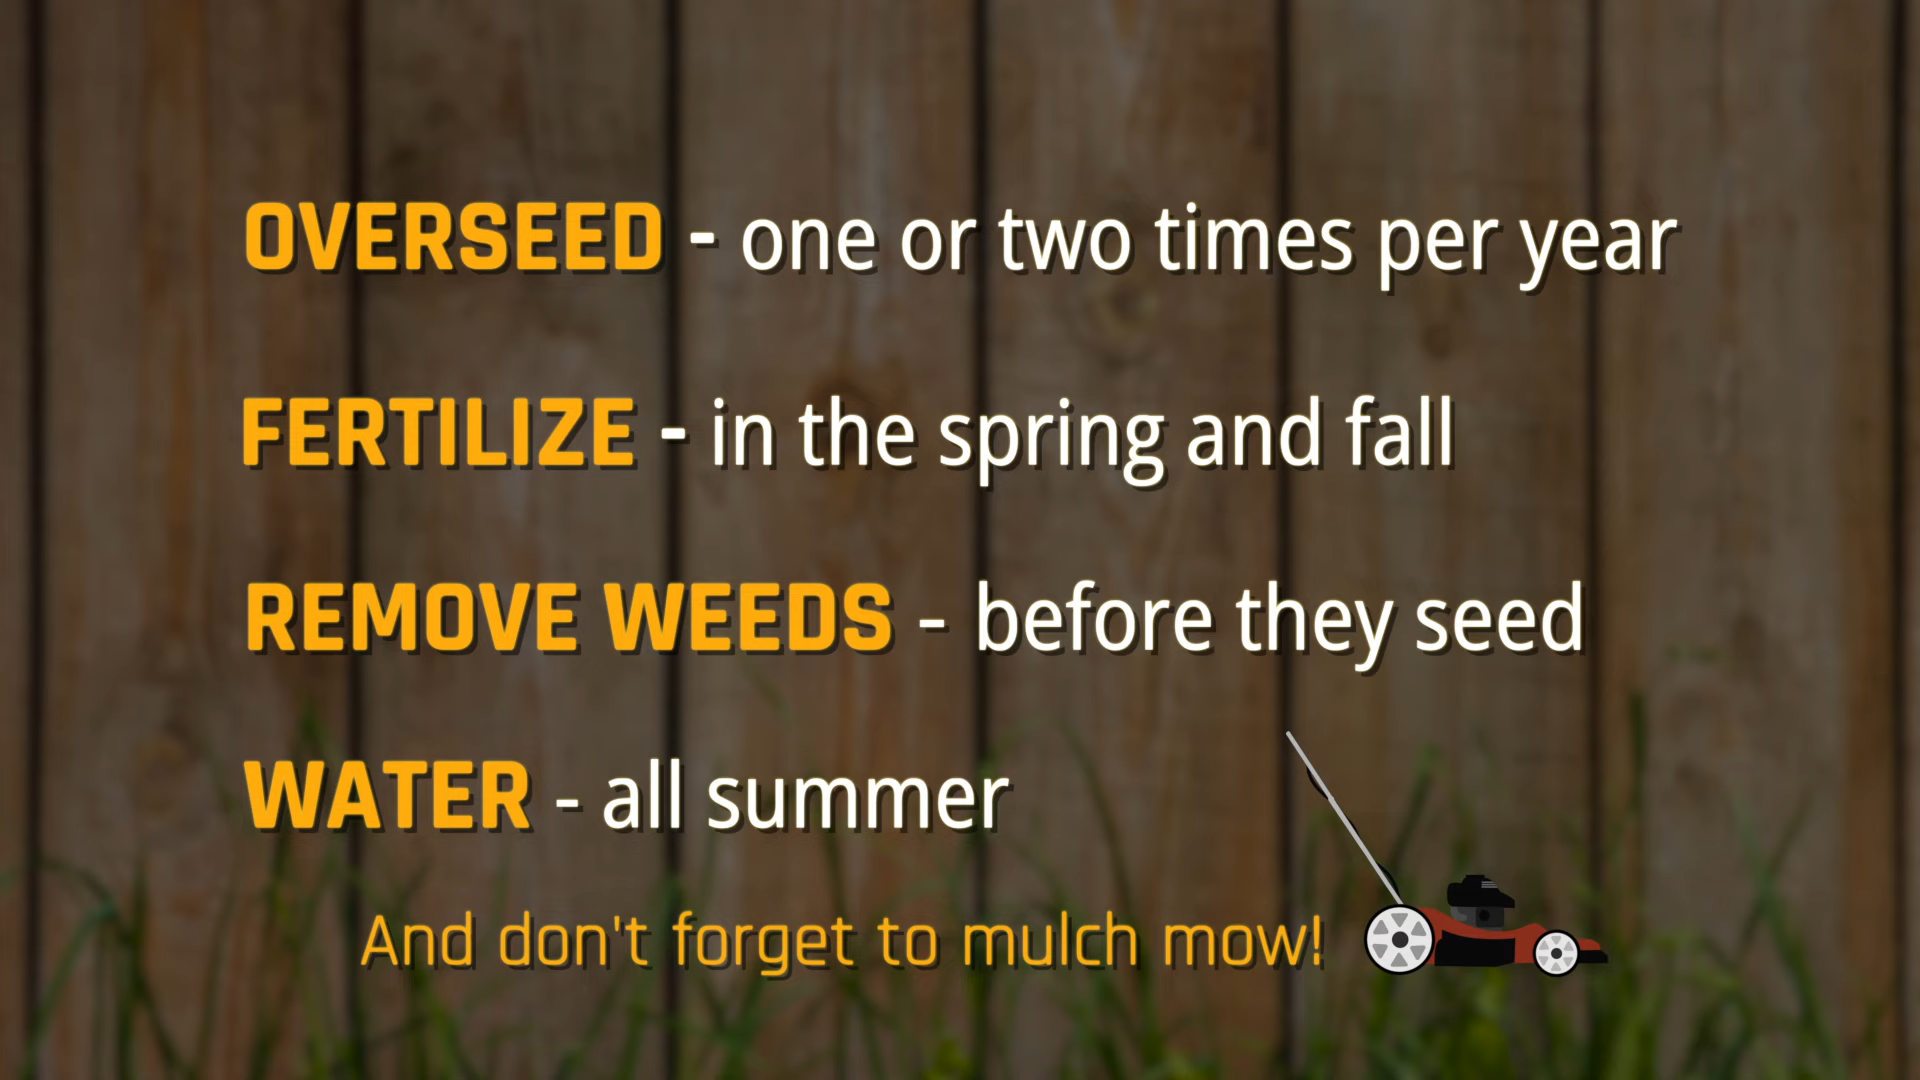 OVERSEED - one or two times per year
FERTILIZE - in the spring and fall
REMOVE WEEDS - before they seed
WATER - all summer
And don't forget to mulch mow!